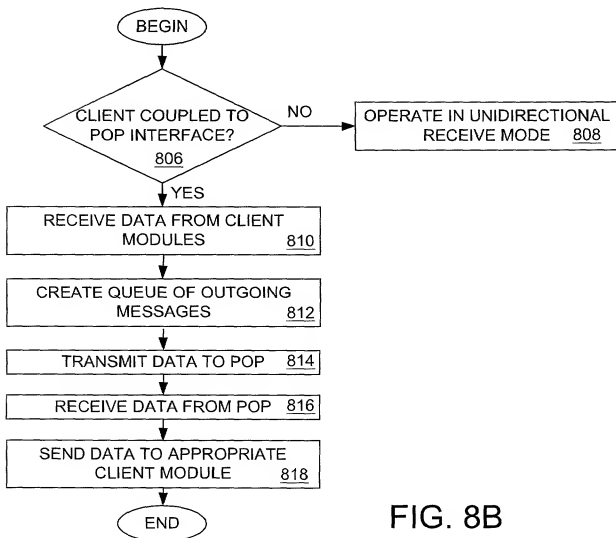 BEGIN
CLIENT COUPLED TO
POP INTERFACE?
806
NO
OPERATE IN UNIDIRECTIONAL
RECEIVE MODE 808
YES
RECEIVE DATA FROM CLIENT
MODULES 810
CREATE QUEUE OF OUTGOING
MESSAGES 812
TRANSMIT DATA TO POP 814
RECEIVE DATA FROM POP 816
SEND DATA TO APPROPRIATE
CLIENT MODULE 818
END
FIG. 8B